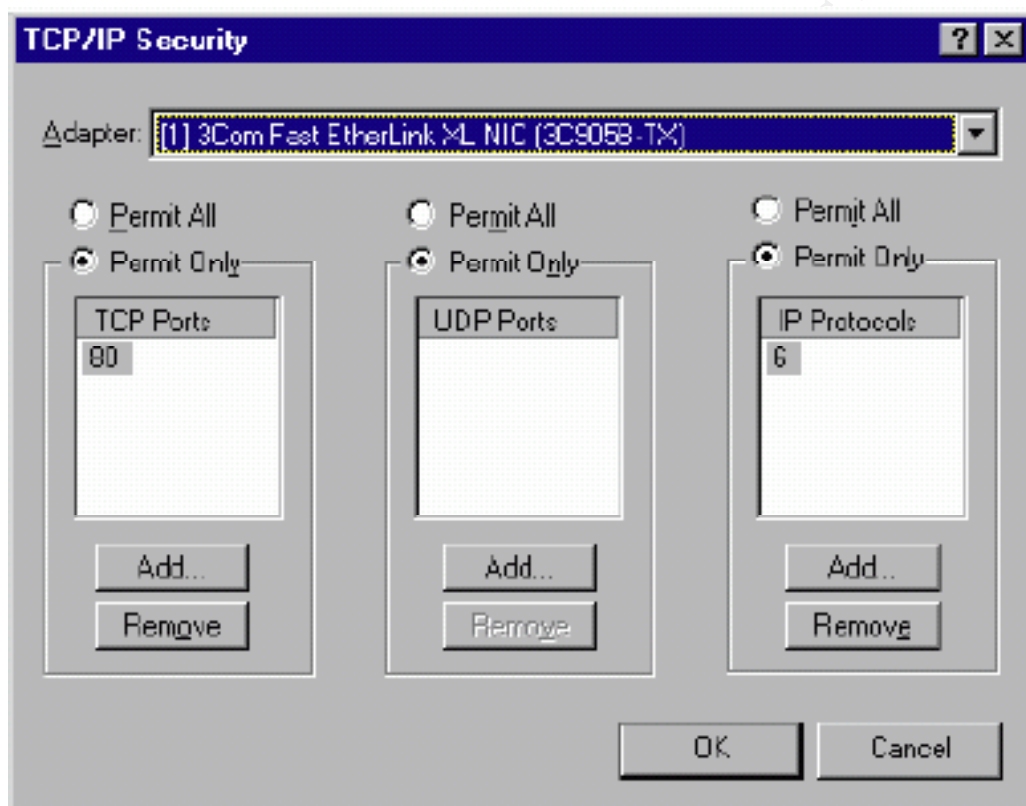 TCP/IP Security
Adapter: [1] 3Com Fast EtherLink XL NIC (3C905B-TX)
Permit All
Permit Only
TCP Ports
80
Add...
Remove
Permit All
Permit Only
UDP Ports
Add...
Remove
Permit All
Permit Only
IP Protocols
6
Add...
Remove
OK
Cancel